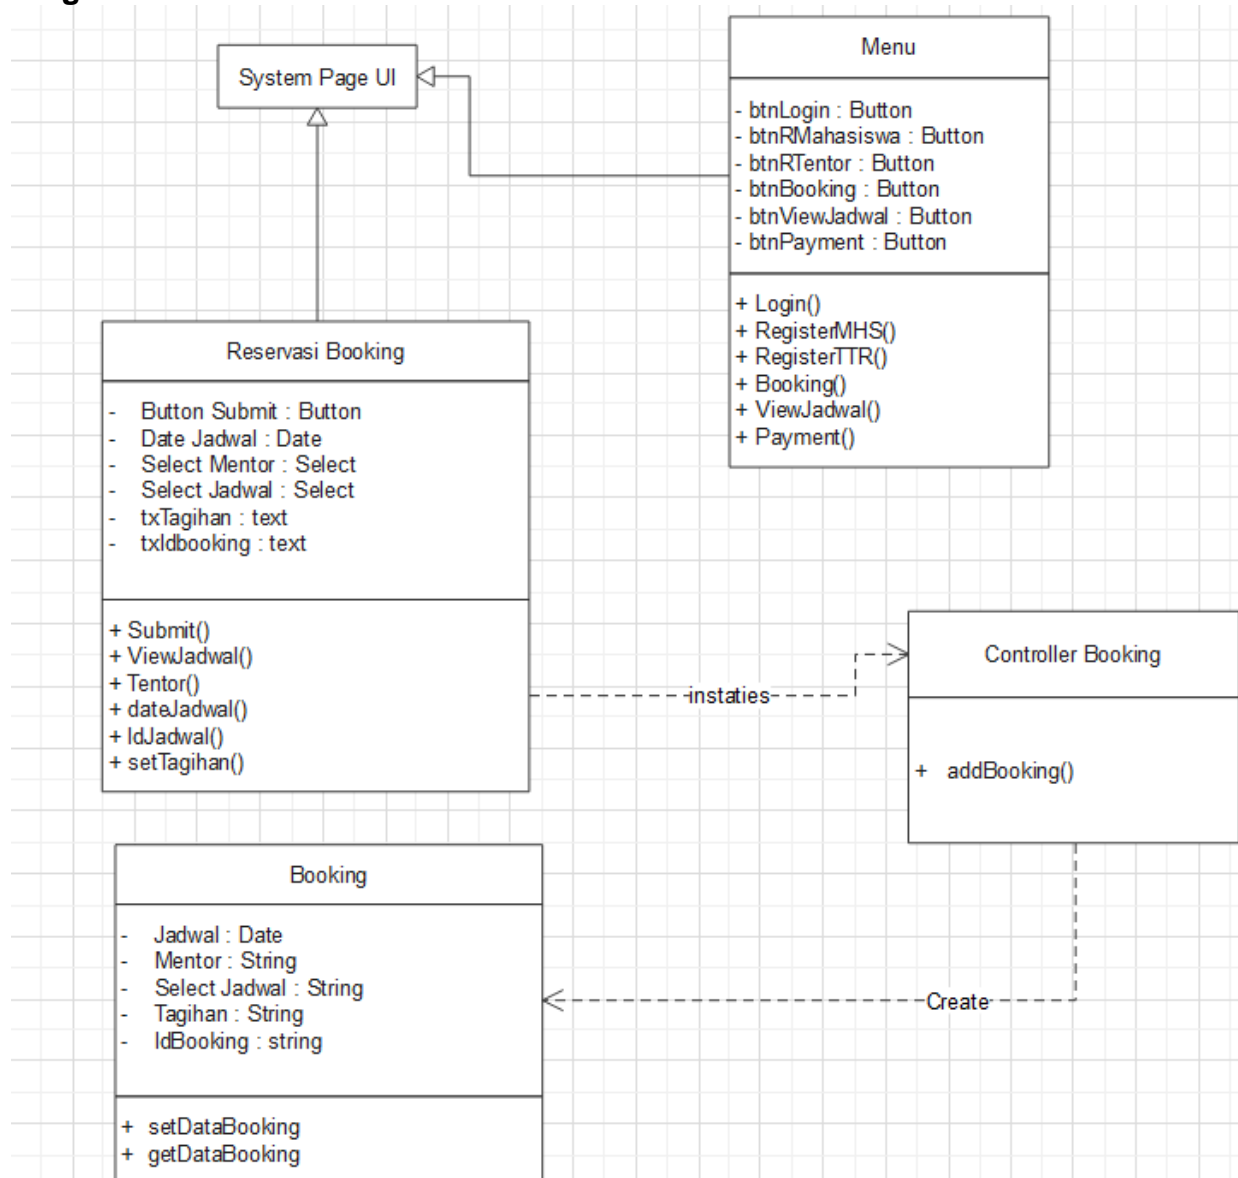 System Page UI
Menu
- btnLogin : Button
- btnRMahasiswa : Button
- btnRTentor : Button
- btnBooking : Button
- btnViewJadwal : Button
- btnPayment : Button
+ Login()
+ RegisterMHS()
+ RegisterTTR()
+ Booking()
+ ViewJadwal()
+ Payment()
Reservasi Booking
- Button Submit : Button
- Date Jadwal : Date
- Select Mentor : Select
- Select Jadwal : Select
- txTagihan : text
- txIdbooking : text
+ Submit()
+ ViewJadwal()
+ Tentor()
+ dateJadwal()
+ IdJadwal()
+ setTagihan()
instaties
Controller Booking
+ addBooking()
Create
Booking
- Jadwal : Date
- Mentor : String
- Select Jadwal : String
- Tagihan : String
- IdBooking : string
+ setDataBooking
+ getDataBooking